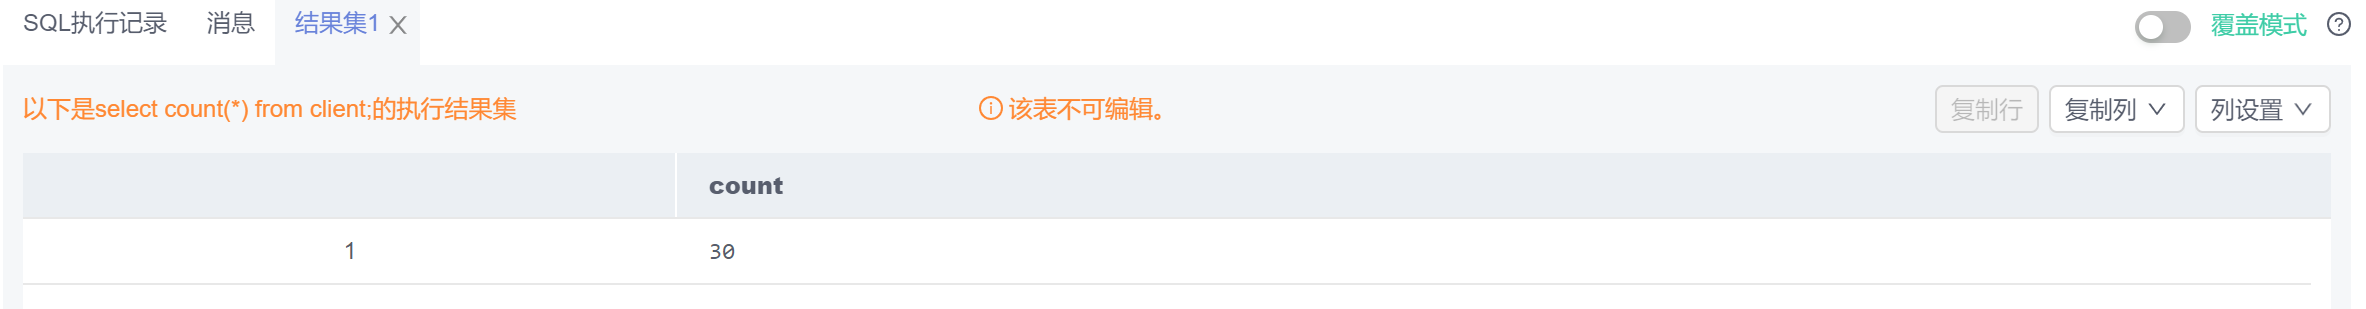 SQL执行记录 消息 结果集1 X 覆盖模式 ?
以下是select count(*) from client;的执行结果集 该表不可编辑。 复制行 复制列 列设置
count
1 30